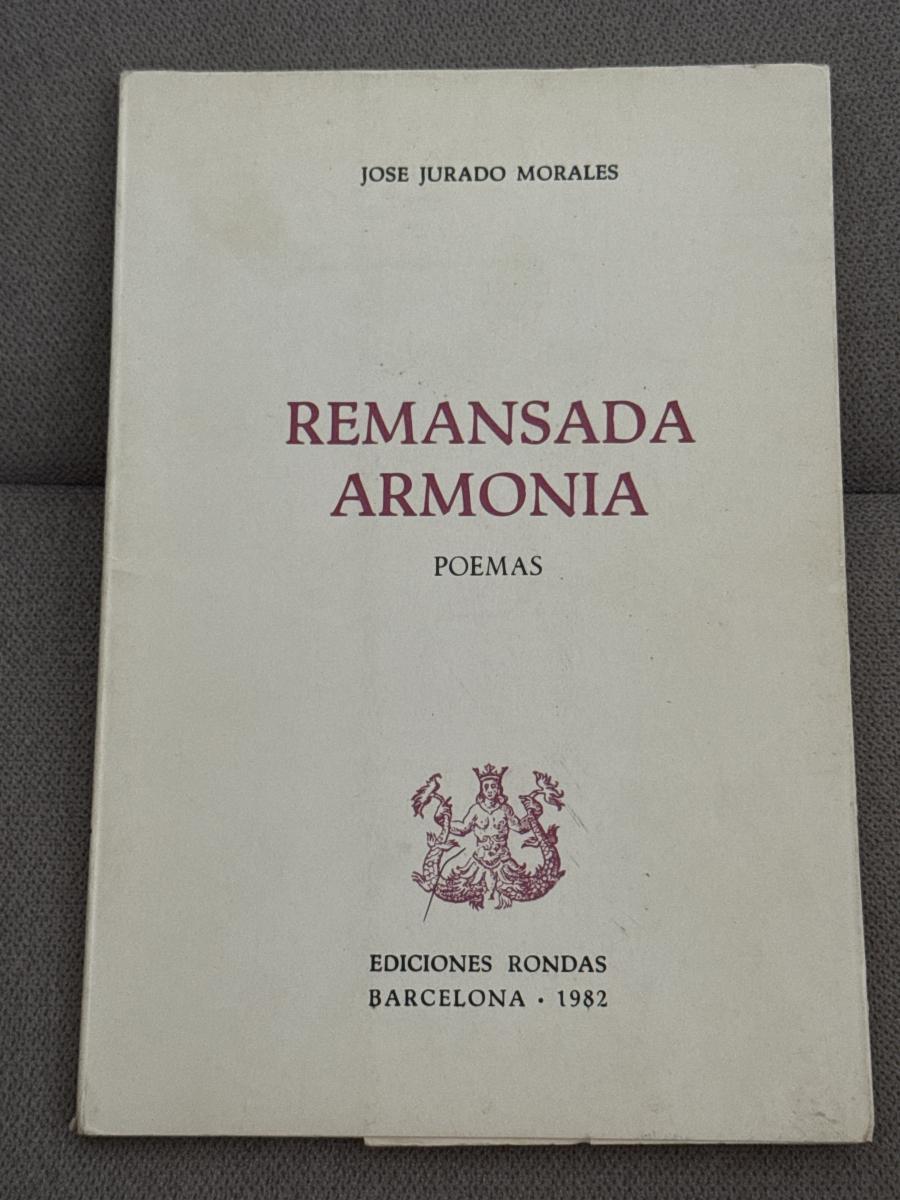 JOSE JURADO MORALES
REMANSADA
ARMONIA
POEMAS
EDICIONES RONDAS
BARCELONA · 1982